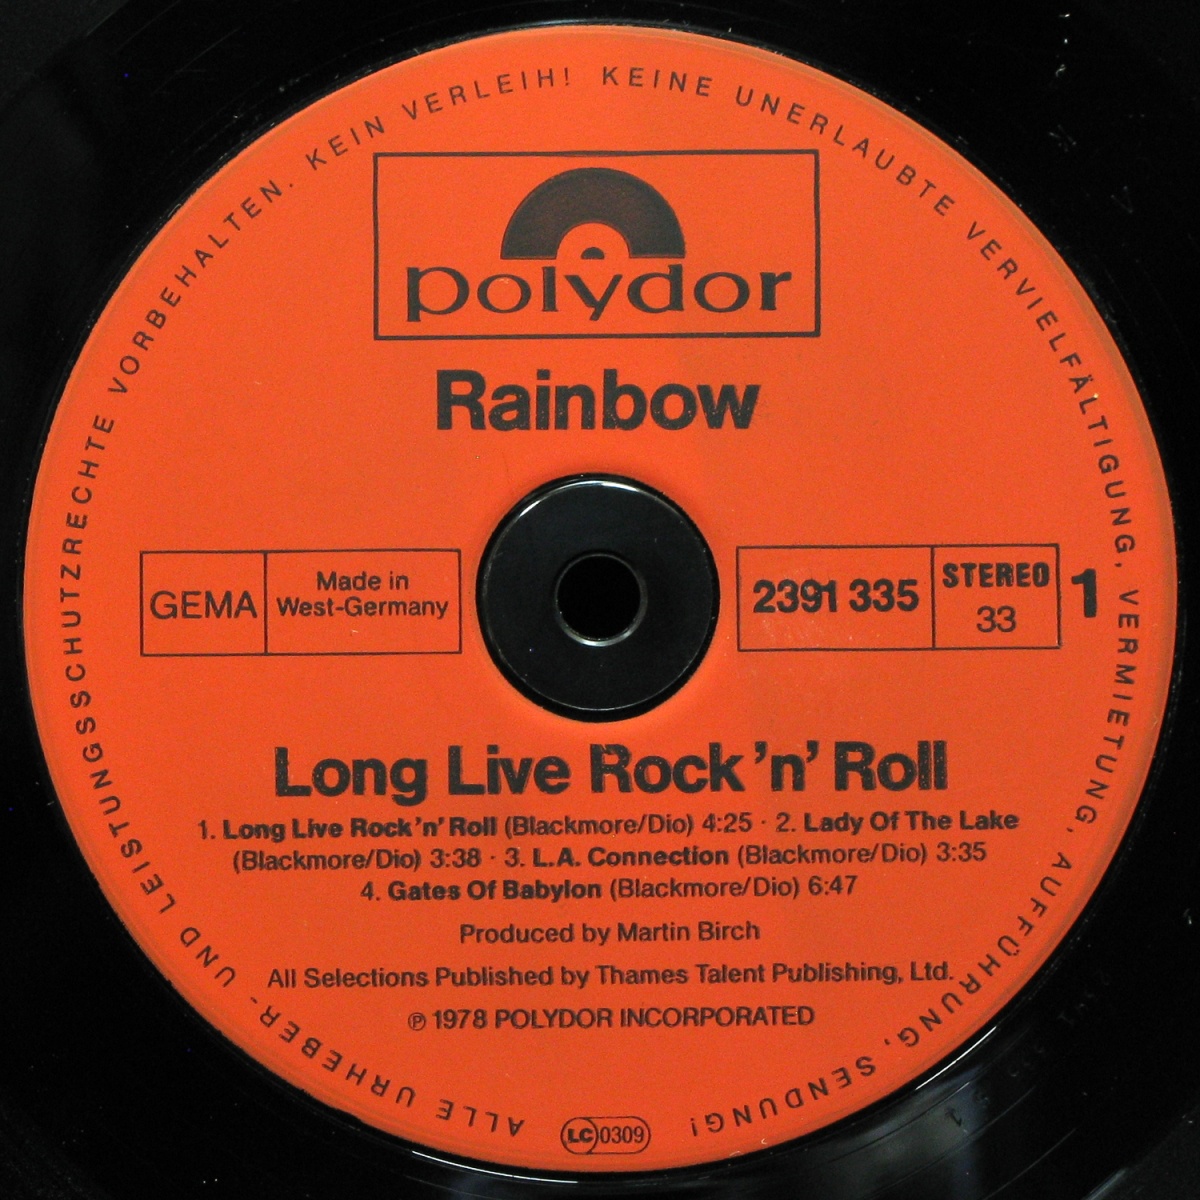 ALLE URHEBER- UND LEISTUNGSSCHUTZRECHTE VORBEHALTEN. KEIN VERLEIH! KEINE UNERLAUBTE VERVIELFÄLTIGUNG, VERMIETUNG, AUFFÜHRUNG, SENDUNG!
polydor
Rainbow
GEMA
Made in
West-Germany
2391 335
STEREO
33
1
Long Live Rock 'n' Roll
1. Long Live Rock 'n' Roll (Blackmore/Dio) 4:25 · 2. Lady Of The Lake
(Blackmore/Dio) 3:38 · 3. L.A. Connection (Blackmore/Dio) 3:35
4. Gates Of Babylon (Blackmore/Dio) 6:47
Produced by Martin Birch
All Selections Published by Thames Talent Publishing, Ltd.
℗ 1978 POLYDOR INCORPORATED
LC 0309